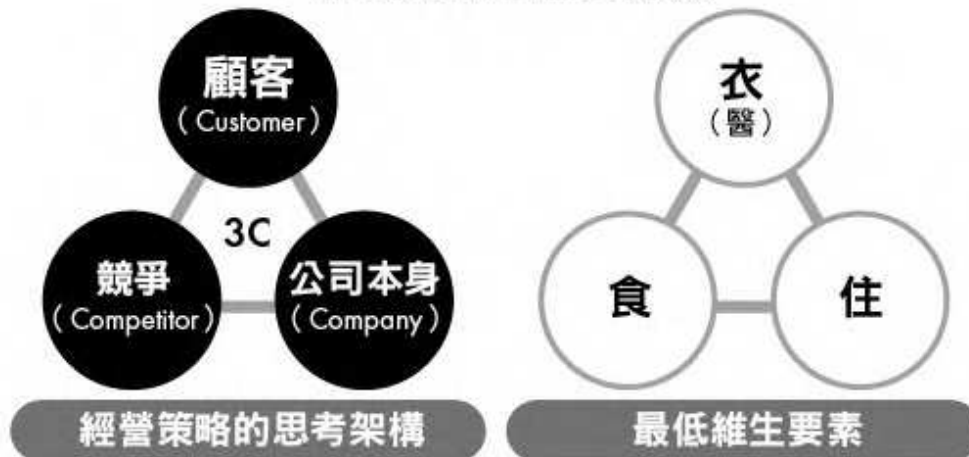 顧客
（Customer）
3C
競爭
（Competitor）
公司本身
（Company）
經營策略的思考架構
衣
（醫）
食
住
最低維生要素